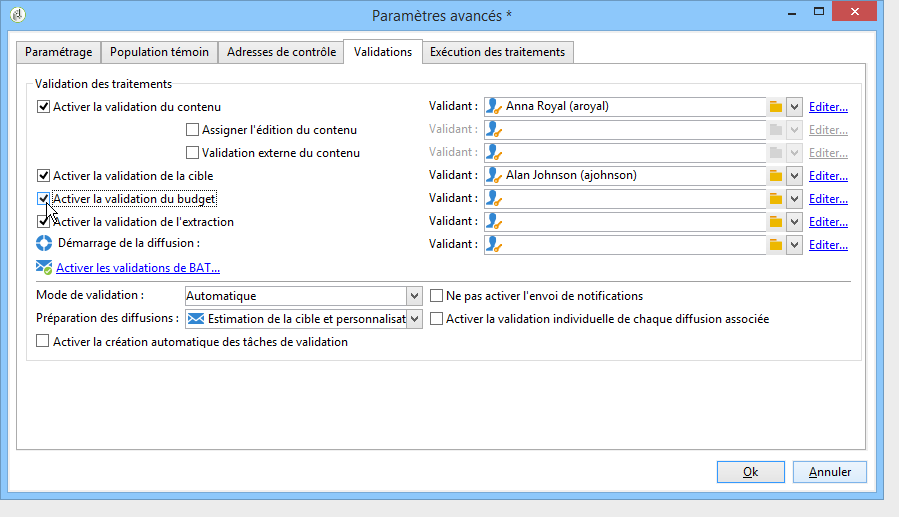 Paramètres avancés *
Paramétrage Population témoin Adresses de contrôle Validations Exécution des traitements
Validation des traitements
Activer la validation du contenu Validant : Anna Royal (aroyal) Editer...
Assigner l'édition du contenu Validant : Editer...
Validation externe du contenu Validant : Editer...
Activer la validation de la cible Validant : Alan Johnson (ajohnson) Editer...
Activer la validation du budget Validant : Editer...
Activer la validation de l'extraction Validant : Editer...
Démarrage de la diffusion : Validant : Editer...
Activer les validations de BAT...
Mode de validation : Automatique Ne pas activer l'envoi de notifications
Préparation des diffusions : Estimation de la cible et personnalisat Activer la validation individuelle de chaque diffusion associée
Activer la création automatique des tâches de validation
Ok Annuler